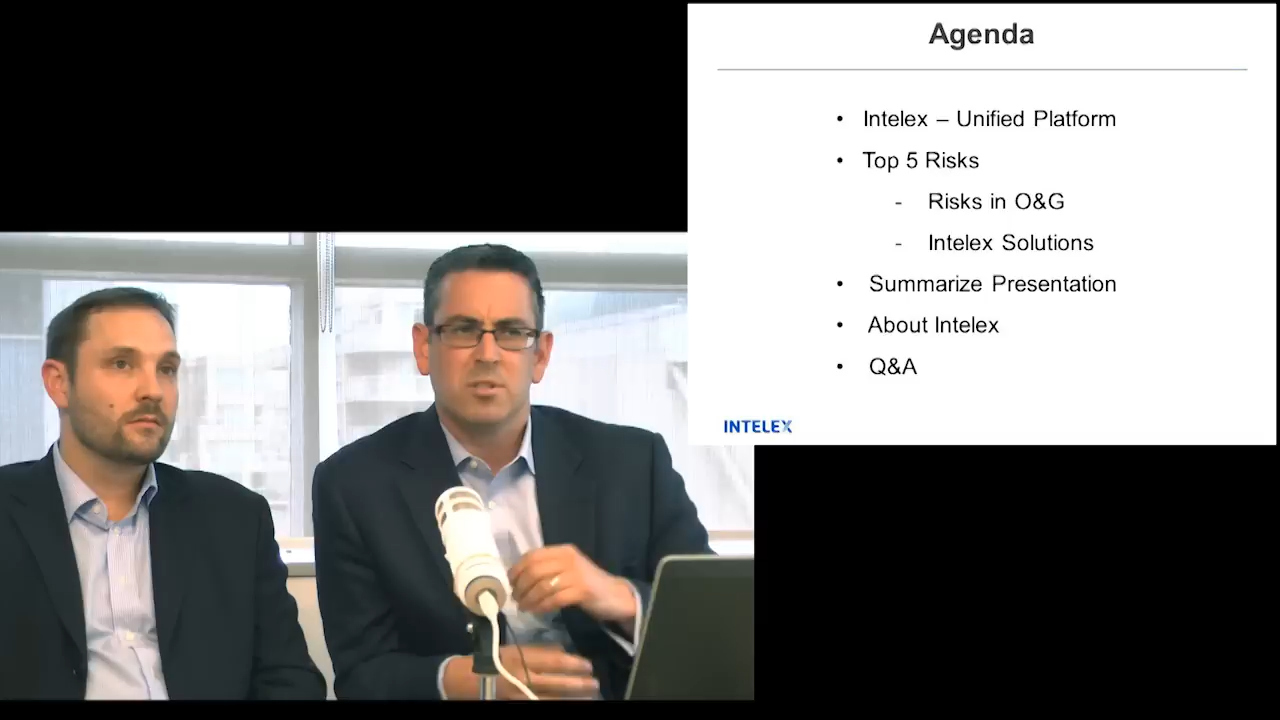 Agenda
• Intelex – Unified Platform
• Top 5 Risks
- Risks in O&G
- Intelex Solutions
• Summarize Presentation
• About Intelex
• Q&A
INTELEX